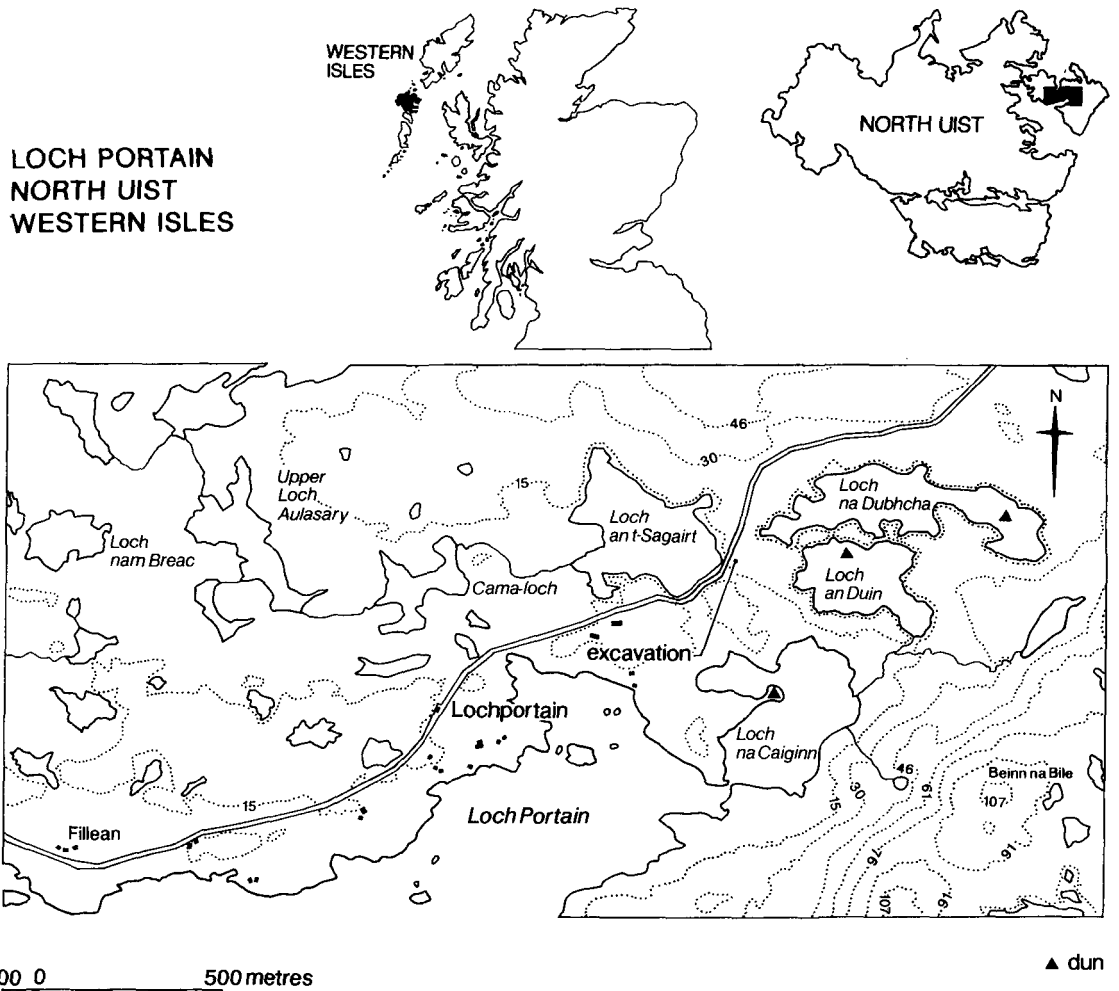 WESTERN
ISLES
NORTH UIST
LOCH PORTAIN
NORTH UIST
WESTERN ISLES
N
46
30
15
Upper
Loch
Aulasary
Loch
nam Breac
Cama-loch
Loch
an t-Sagairt
Loch
na Dubhcha
Loch
an Duin
excavation
Lochportain
Loch
na Caiginn
15
30
46
61
76
91
107
Beinn na Bile
107
91
15
Fillean
Loch Portain
00 0 500 metres
▲ dun